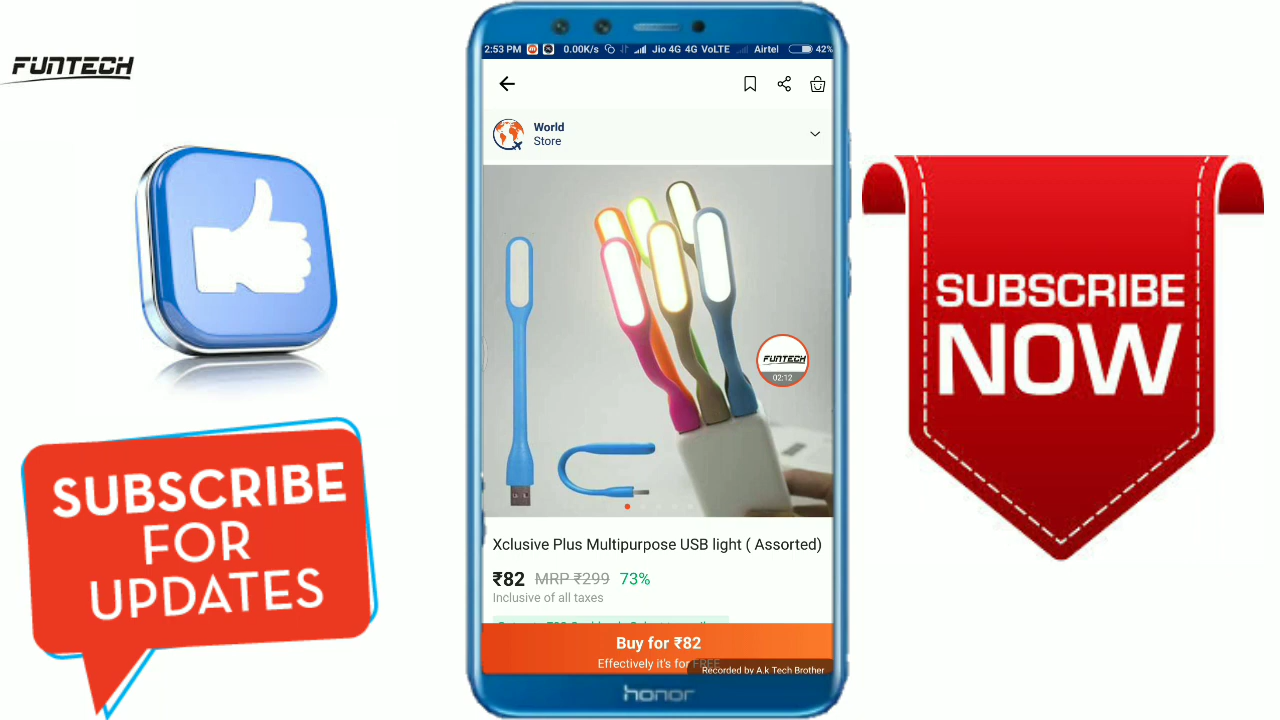 FUNTECH
SUBSCRIBE
FOR
UPDATES
2:53 PM 0.00K/s Jio 4G 4G VoLTE Airtel 42%
World
Store
FUNTECH
02:12
Xclusive Plus Multipurpose USB light ( Assorted)
₹82 MRP ₹299 73%
Inclusive of all taxes
Buy for ₹82
Effectively it's for FREE
Recorded by A.k Tech Brother
honor
SUBSCRIBE
NOW